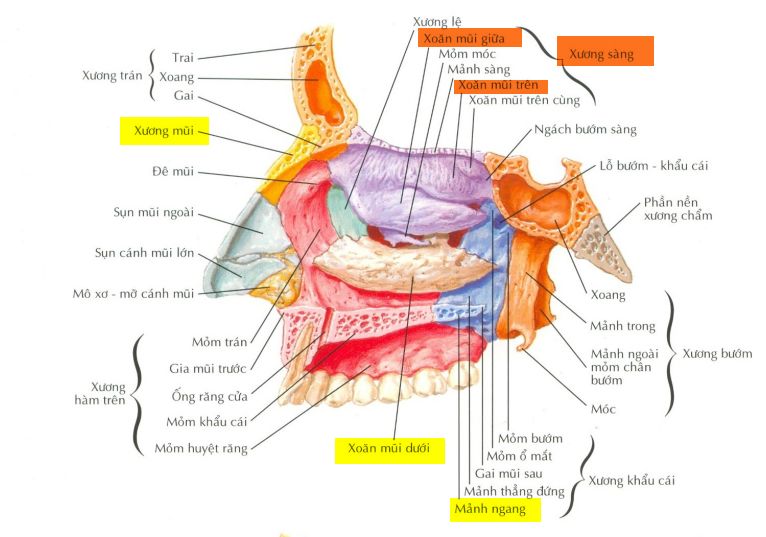 Xương lệ
Xoăn mũi giữa
Mỏm móc
Mảnh sàng
Xoăn mũi trên
Xoăn mũi trên cùng
Xương sàng
Trai
Xoang
Gai
Xương trán
Xương mũi
Ngách bướm sàng
Lỗ bướm - khẩu cái
Đê mũi
Phần nền
xương chẩm
Sụn mũi ngoài
Sụn cánh mũi lớn
Mô xơ - mỡ cánh mũi
Xoang
Mảnh trong
Mảnh ngoài
mỏm chân
bướm
Móc
Xương bướm
Mỏm trán
Gia mũi trước
Ống răng cửa
Mỏm khẩu cái
Mỏm huyệt răng
Xương
hàm trên
Xoăn mũi dưới
Mỏm bướm
Mỏm ổ mắt
Gai mũi sau
Mảnh thẳng đứng
Mảnh ngang
Xương khẩu cái